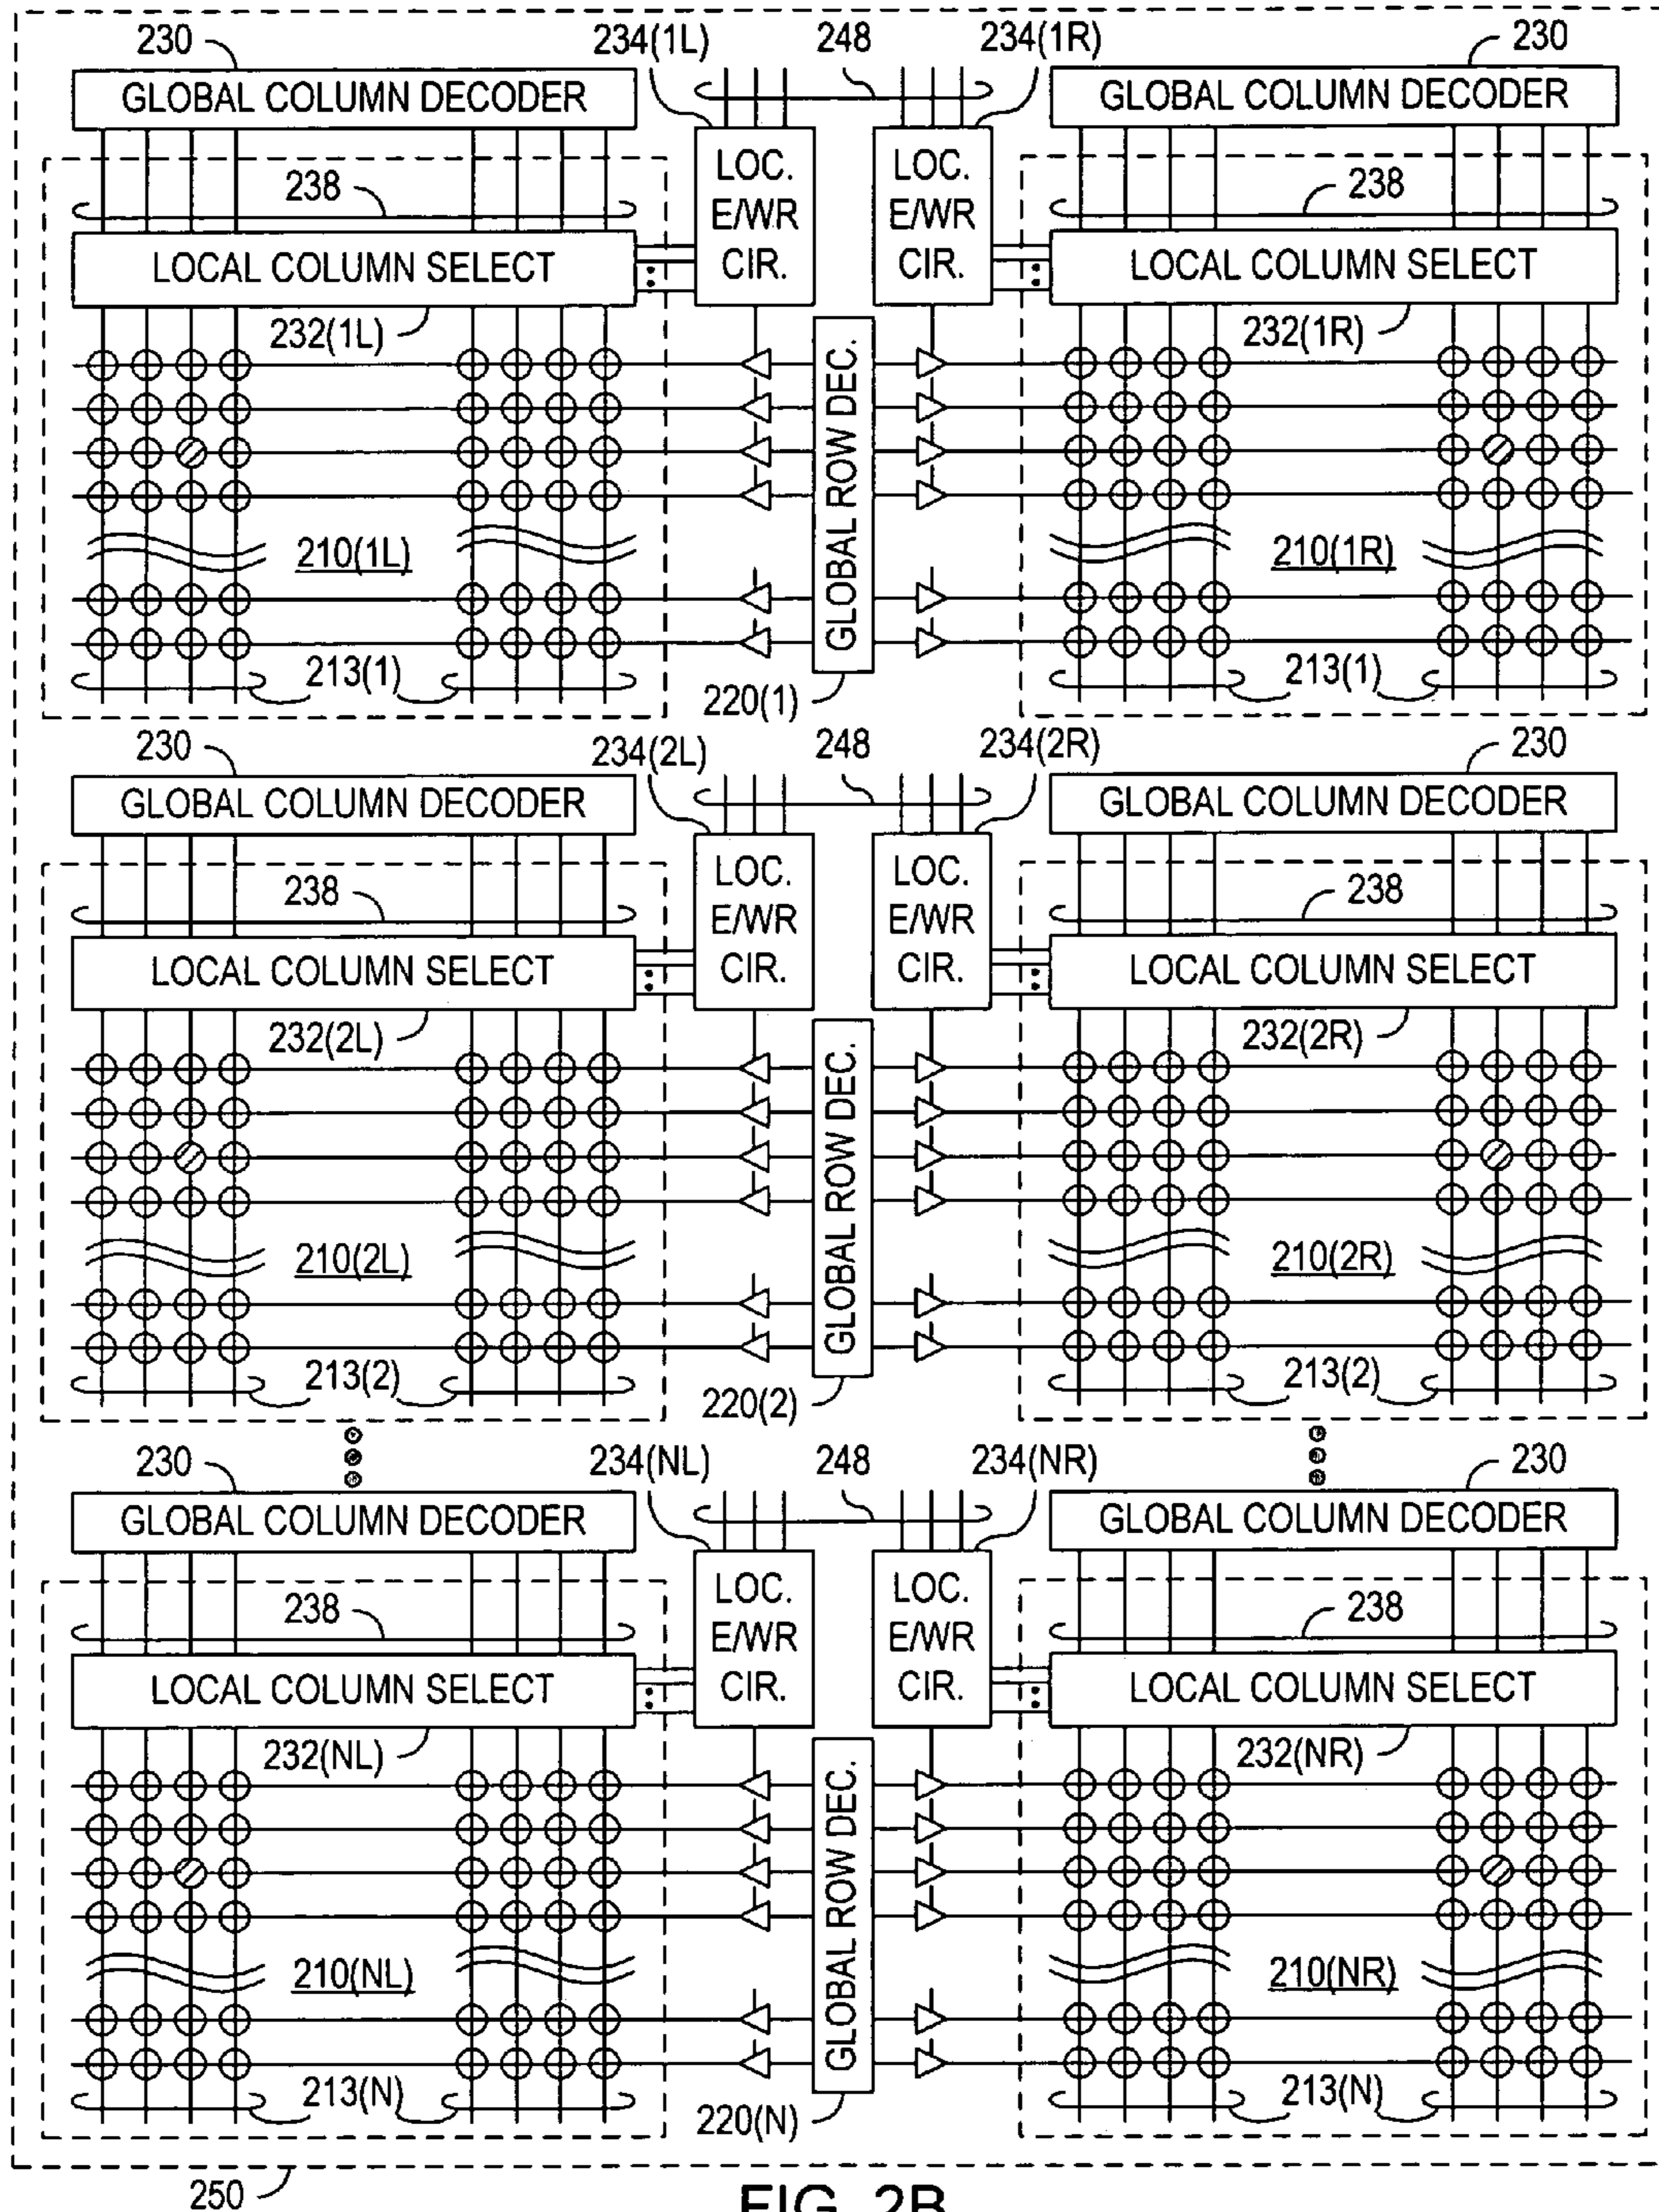 230 234(1L) 248 234(1R) 230
GLOBAL COLUMN DECODER GLOBAL COLUMN DECODER
LOC. E/WR CIR. LOC. E/WR CIR.
238 238
LOCAL COLUMN SELECT LOCAL COLUMN SELECT
232(1L) 232(1R)
GLOBAL ROW DEC.
210(1L) 210(1R)
213(1) 213(1)
220(1)
230 234(2L) 248 234(2R) 230
GLOBAL COLUMN DECODER GLOBAL COLUMN DECODER
LOC. E/WR CIR. LOC. E/WR CIR.
238 238
LOCAL COLUMN SELECT LOCAL COLUMN SELECT
232(2L) 232(2R)
GLOBAL ROW DEC.
210(2L) 210(2R)
213(2) 213(2)
220(2)
230 234(NL) 248 234(NR) 230
GLOBAL COLUMN DECODER GLOBAL COLUMN DECODER
LOC. E/WR CIR. LOC. E/WR CIR.
238 238
LOCAL COLUMN SELECT LOCAL COLUMN SELECT
232(NL) 232(NR)
GLOBAL ROW DEC.
210(NL) 210(NR)
213(N) 213(N)
220(N)
250
FIG. 2B